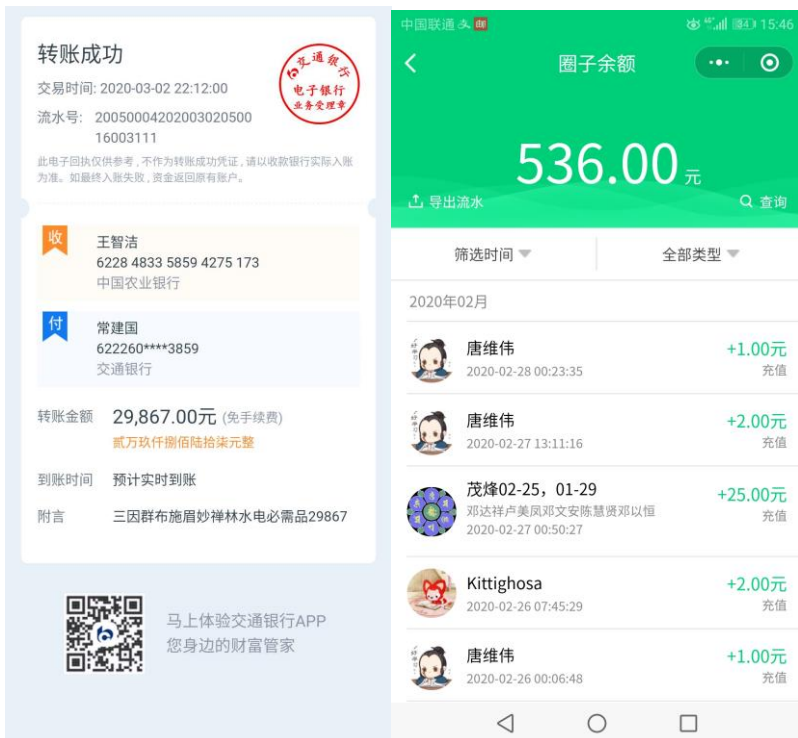 转账成功
交易时间: 2020-03-02 22:12:00
流水号: 20050004202003020500
16003111
交通银行
电子银行
业务受理章
此电子回执仅供参考,不作为转账成功凭证,请以收款银行实际入账
为准。如最终入账失败,资金返回原有账户。
收
王智洁
6228 4833 5859 4275 173
中国农业银行
付
常建国
622260****3859
交通银行
转账金额 29,867.00元 (免手续费)
贰万玖仟捌佰陆拾柒元整
到账时间 预计实时到账
附言 三因群布施眉妙禅林水电必需品29867
马上体验交通银行APP
您身边的财富管家
中国联通
84 15:46
圈子余额
536.00 元
导出流水
查询
筛选时间
全部类型
2020年02月
唐维伟 +1.00元
2020-02-28 00:23:35 充值
唐维伟 +2.00元
2020-02-27 13:11:16 充值
茂烽02-25，01-29 +25.00元
邓达祥卢美凤邓文安陈慧贤邓以恒 充值
2020-02-27 00:50:27
Kittighosa +2.00元
2020-02-26 07:45:29 充值
唐维伟 +1.00元
2020-02-26 00:06:48 充值